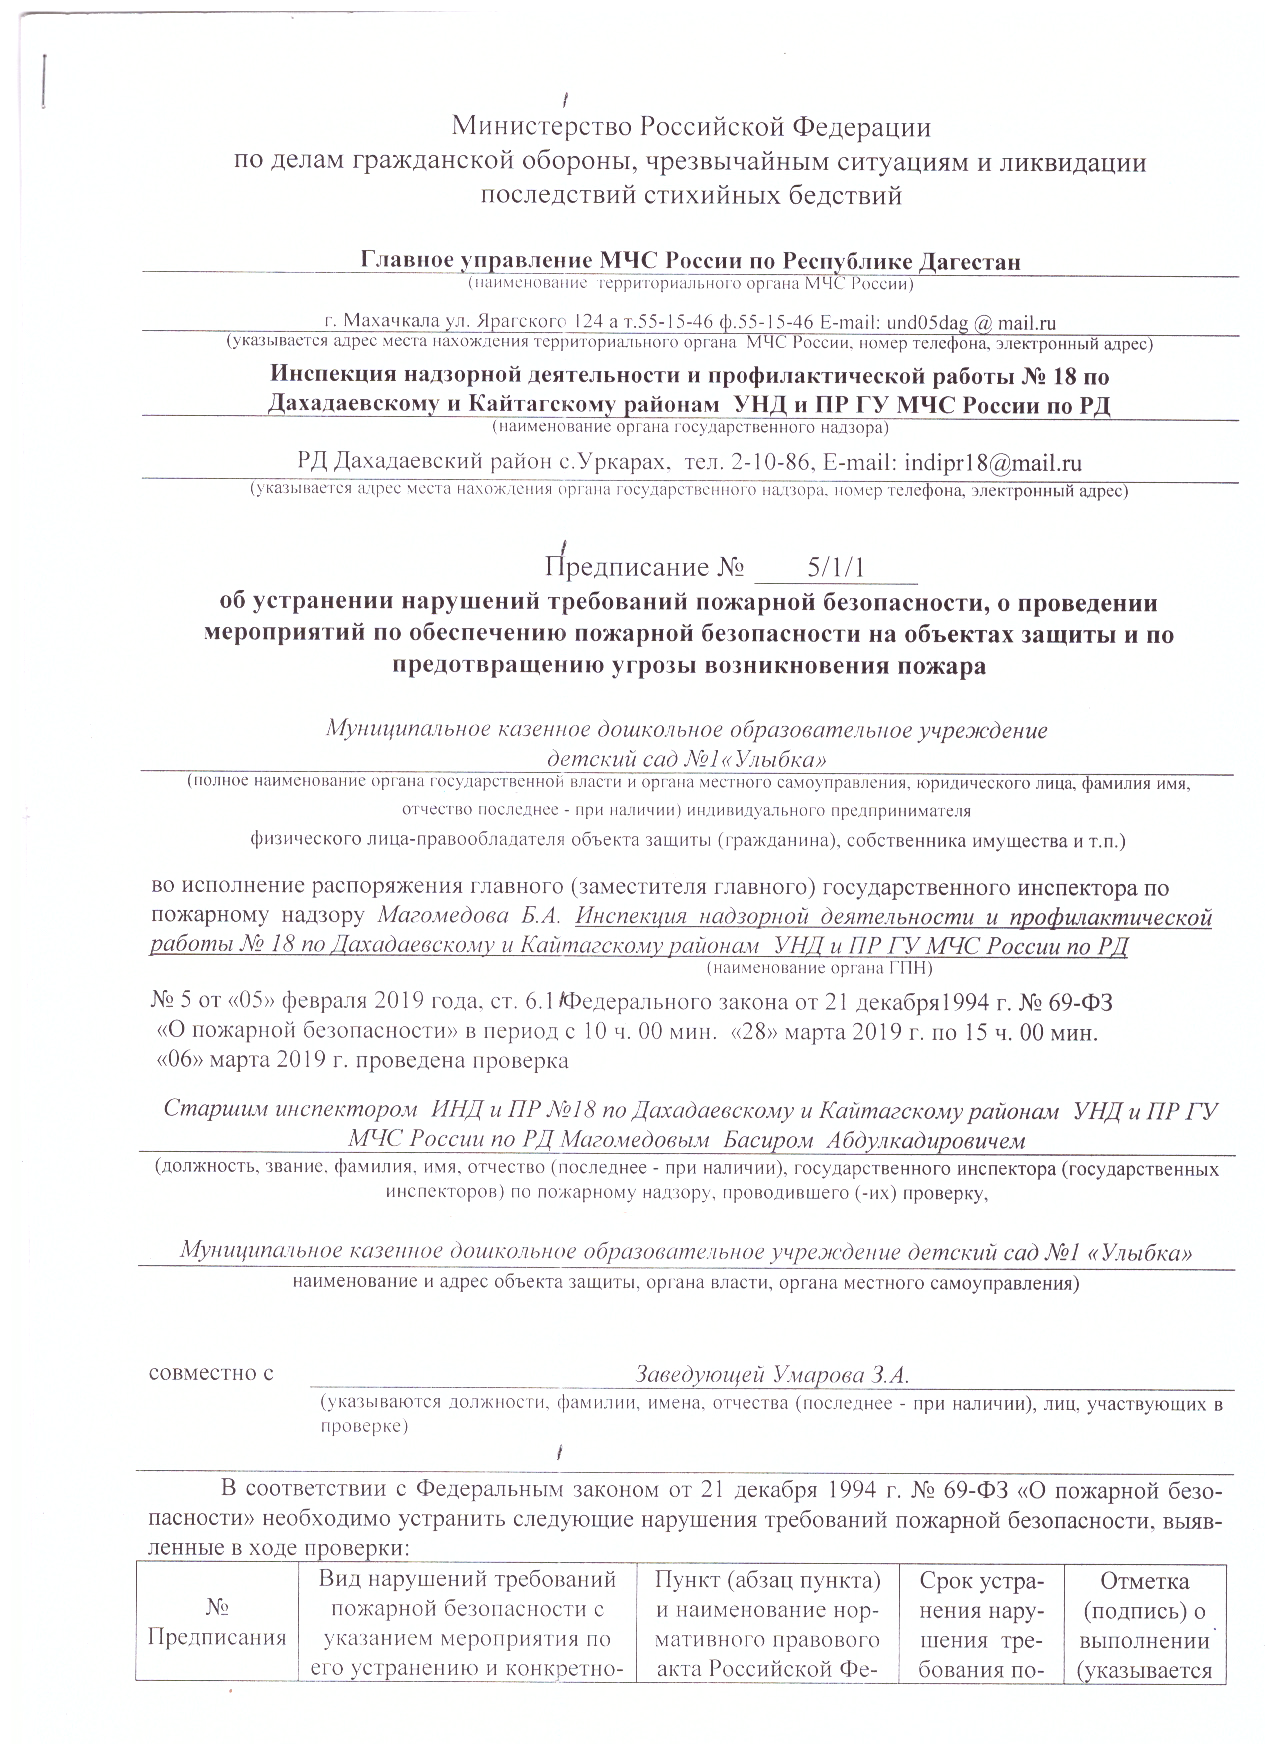 Министерство Российской Федерации
по делам гражданской обороны, чрезвычайным ситуациям и ликвидации
последствий стихийных бедствий
Главное управление МЧС России по Республике Дагестан
(наименование территориального органа МЧС России)
г. Махачкала ул. Ярагского 124 а т.55-15-46 ф.55-15-46 E-mail: und05dag @ mail.ru
(указывается адрес места нахождения территориального органа МЧС России, номер телефона, электронный адрес)
Инспекция надзорной деятельности и профилактической работы № 18 по
Дахадаевскому и Кайтагскому районам УНД и ПР ГУ МЧС России по РД
(наименование органа государственного надзора)
РД Дахадаевский район с.Уркарах, тел. 2-10-86, E-mail: indipr18@mail.ru
(указывается адрес места нахождения органа государственного надзора, номер телефона, электронный адрес)
Предписание № 5/1/1
об устранении нарушений требований пожарной безопасности, о проведении
мероприятий по обеспечению пожарной безопасности на объектах защиты и по
предотвращению угрозы возникновения пожара
Муниципальное казенное дошкольное образовательное учреждение
детский сад №1«Улыбка»
(полное наименование органа государственной власти и органа местного самоуправления, юридического лица, фамилия имя,
отчество последнее - при наличии) индивидуального предпринимателя
физического лица-правообладателя объекта защиты (гражданина), собственника имущества и т.п.)
во исполнение распоряжения главного (заместителя главного) государственного инспектора по
пожарному надзору Магомедова Б.А. Инспекция надзорной деятельности и профилактической
работы № 18 по Дахадаевскому и Кайтагскому районам УНД и ПР ГУ МЧС России по РД
(наименование органа ГПН)
№ 5 от «05» февраля 2019 года, ст. 6.1 Федерального закона от 21 декабря1994 г. № 69-ФЗ
«О пожарной безопасности» в период с 10 ч. 00 мин. «28» марта 2019 г. по 15 ч. 00 мин.
«06» марта 2019 г. проведена проверка
Старшим инспектором ИНД и ПР №18 по Дахадаевскому и Кайтагскому районам УНД и ПР ГУ
МЧС России по РД Магомедовым Басиром Абдулкадировичем
(должность, звание, фамилия, имя, отчество (последнее - при наличии), государственного инспектора (государственных
инспекторов) по пожарному надзору, проводившего (-их) проверку,
Муниципальное казенное дошкольное образовательное учреждение детский сад №1 «Улыбка»
наименование и адрес объекта защиты, органа власти, органа местного самоуправления)
совместно с Заведующей Умарова З.А.
(указываются должности, фамилии, имена, отчества (последнее - при наличии), лиц, участвующих в
проверке)
В соответствии с Федеральным законом от 21 декабря 1994 г. № 69-ФЗ «О пожарной безо-
пасности» необходимо устранить следующие нарушения требований пожарной безопасности, выяв-
ленные в ходе проверки:
№
Предписания
Вид нарушений требований
пожарной безопасности с
указанием мероприятия по
его устранению и конкретно-
Пункт (абзац пункта)
и наименование нор-
мативного правового
акта Российской Фе-
Срок устра-
нения нару-
шения тре-
бования по-
Отметка
(подпись) о
выполнении
(указывается